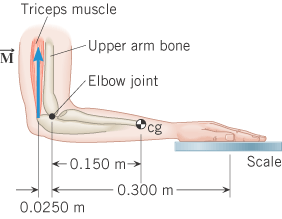 Triceps muscle
M
Upper arm bone
Elbow joint
cg
0.150 m
Scale
0.300 m
0.0250 m